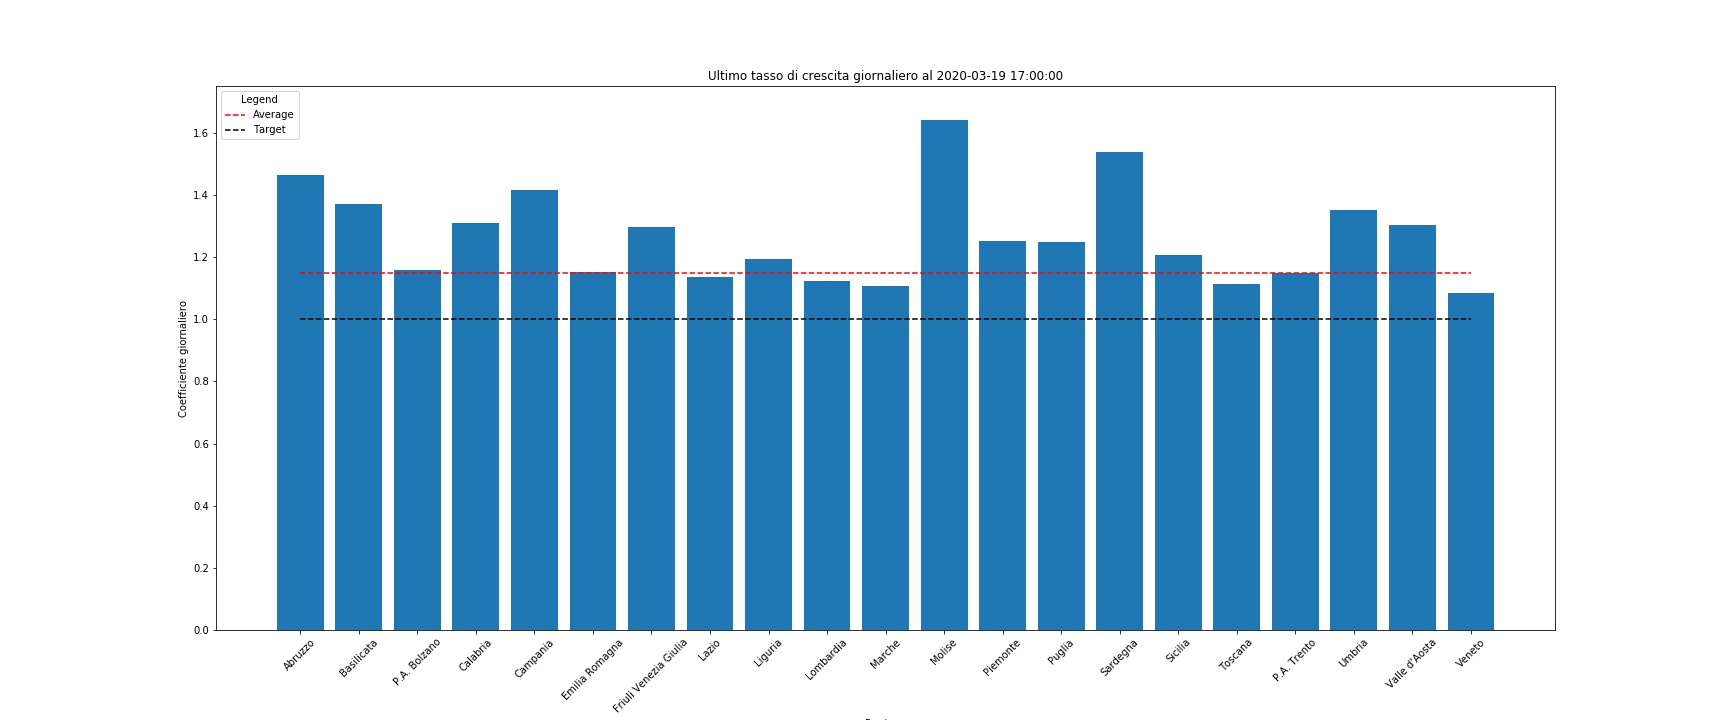 Ultimo tasso di crescita giornaliero al 2020-03-19 17:00:00
Legend
Average
Target
Coefficiente giornaliero
1.6
1.4
1.2
1.0
0.8
0.6
0.4
0.2
0.0
Abruzzo
Basilicata
P.A. Bolzano
Calabria
Campania
Emilia Romagna
Friuli Venezia Giulia
Lazio
Liguria
Lombardia
Marche
Molise
Piemonte
Puglia
Sardegna
Sicilia
Toscana
P.A. Trento
Umbria
Valle d'Aosta
Veneto